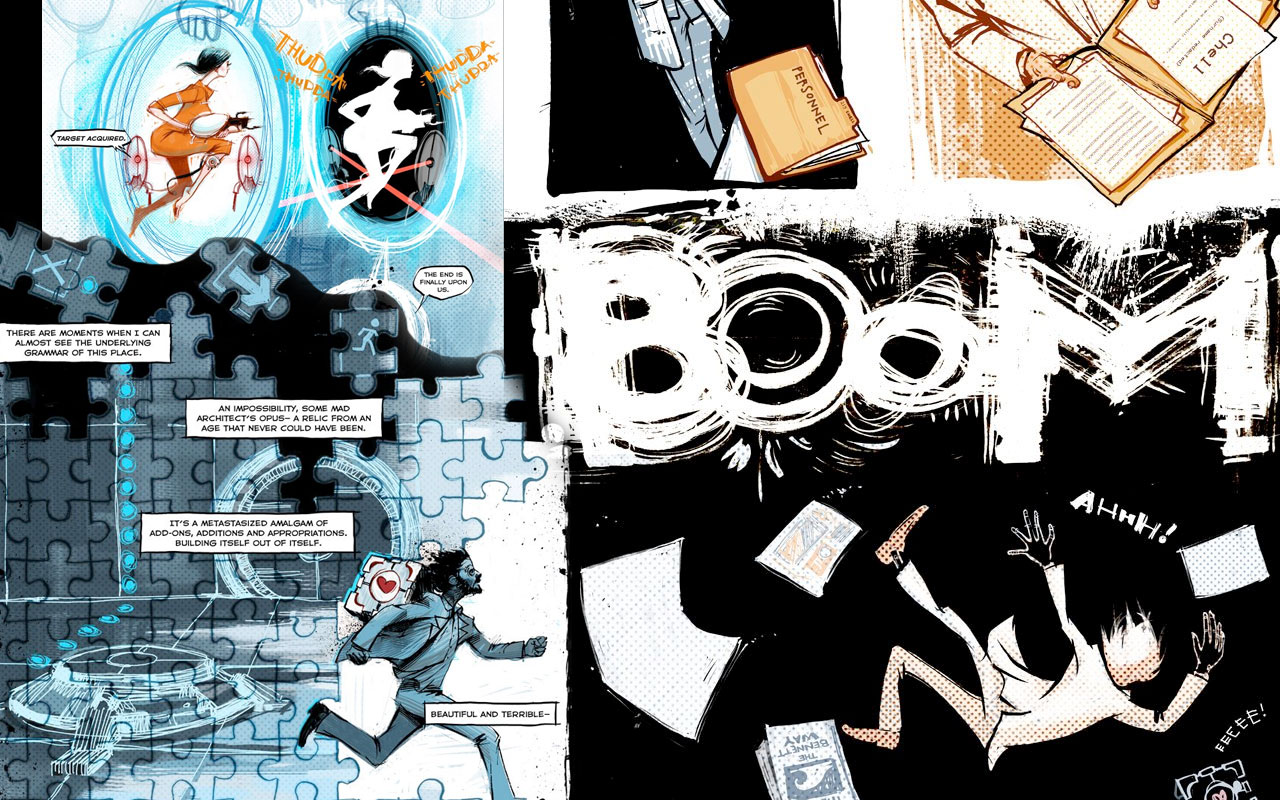 THUDDA
THUDDA
THUDDA
THUDDA
TARGET ACQUIRED.
THE END IS
FINALLY UPON
US.
THERE ARE MOMENTS WHEN I CAN
ALMOST SEE THE UNDERLYING
GRAMMAR OF THIS PLACE.
AN IMPOSSIBILITY, SOME MAD
ARCHITECT'S OPUS– A RELIC FROM AN
AGE THAT NEVER COULD HAVE BEEN.
IT'S A METASTASIZED AMALGAM OF
ADD-ONS, ADDITIONS AND APPROPRIATIONS.
BUILDING ITSELF OUT OF ITSELF.
BEAUTIFUL AND TERRIBLE–
PERSONNEL
Chell
BOOM
AHHH!
THE
BENNETT
WAY
EEEEE!